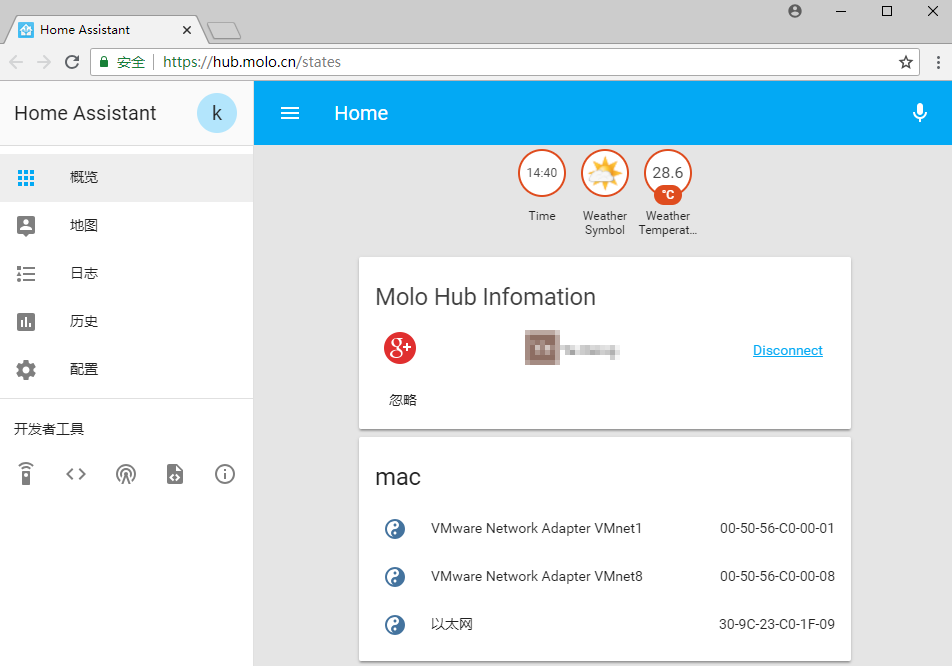 Home Assistant
安全
https://hub.molo.cn/states
Home Assistant
k
Home
概览
地图
日志
历史
配置
开发者工具
14:40
Time
Weather
Symbol
28.6
°C
Weather
Temperat...
Molo Hub Infomation
g+
Disconnect
忽略
mac
VMware Network Adapter VMnet1
00-50-56-C0-00-01
VMware Network Adapter VMnet8
00-50-56-C0-00-08
以太网
30-9C-23-C0-1F-09